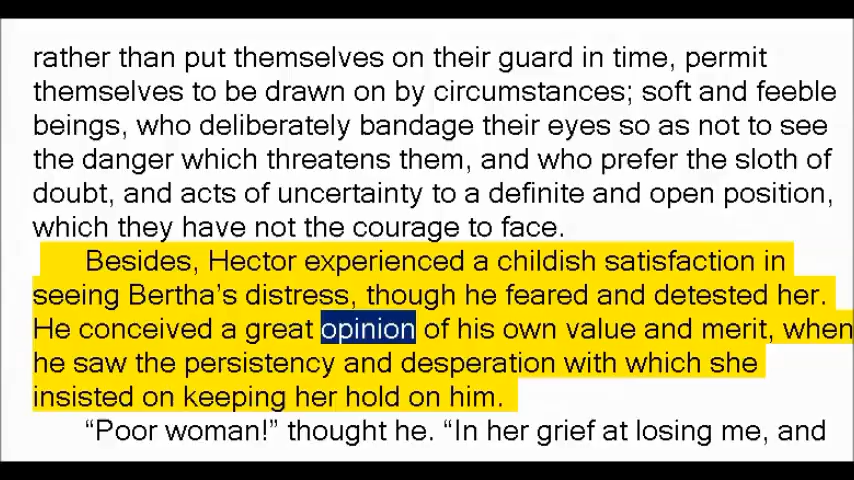 rather than put themselves on their guard in time, permit
themselves to be drawn on by circumstances; soft and feeble
beings, who deliberately bandage their eyes so as not to see
the danger which threatens them, and who prefer the sloth of
doubt, and acts of uncertainty to a definite and open position,
which they have not the courage to face.
Besides, Hector experienced a childish satisfaction in
seeing Bertha’s distress, though he feared and detested her.
He conceived a great opinion of his own value and merit, when
he saw the persistency and desperation with which she
insisted on keeping her hold on him.
“Poor woman!” thought he. “In her grief at losing me, and